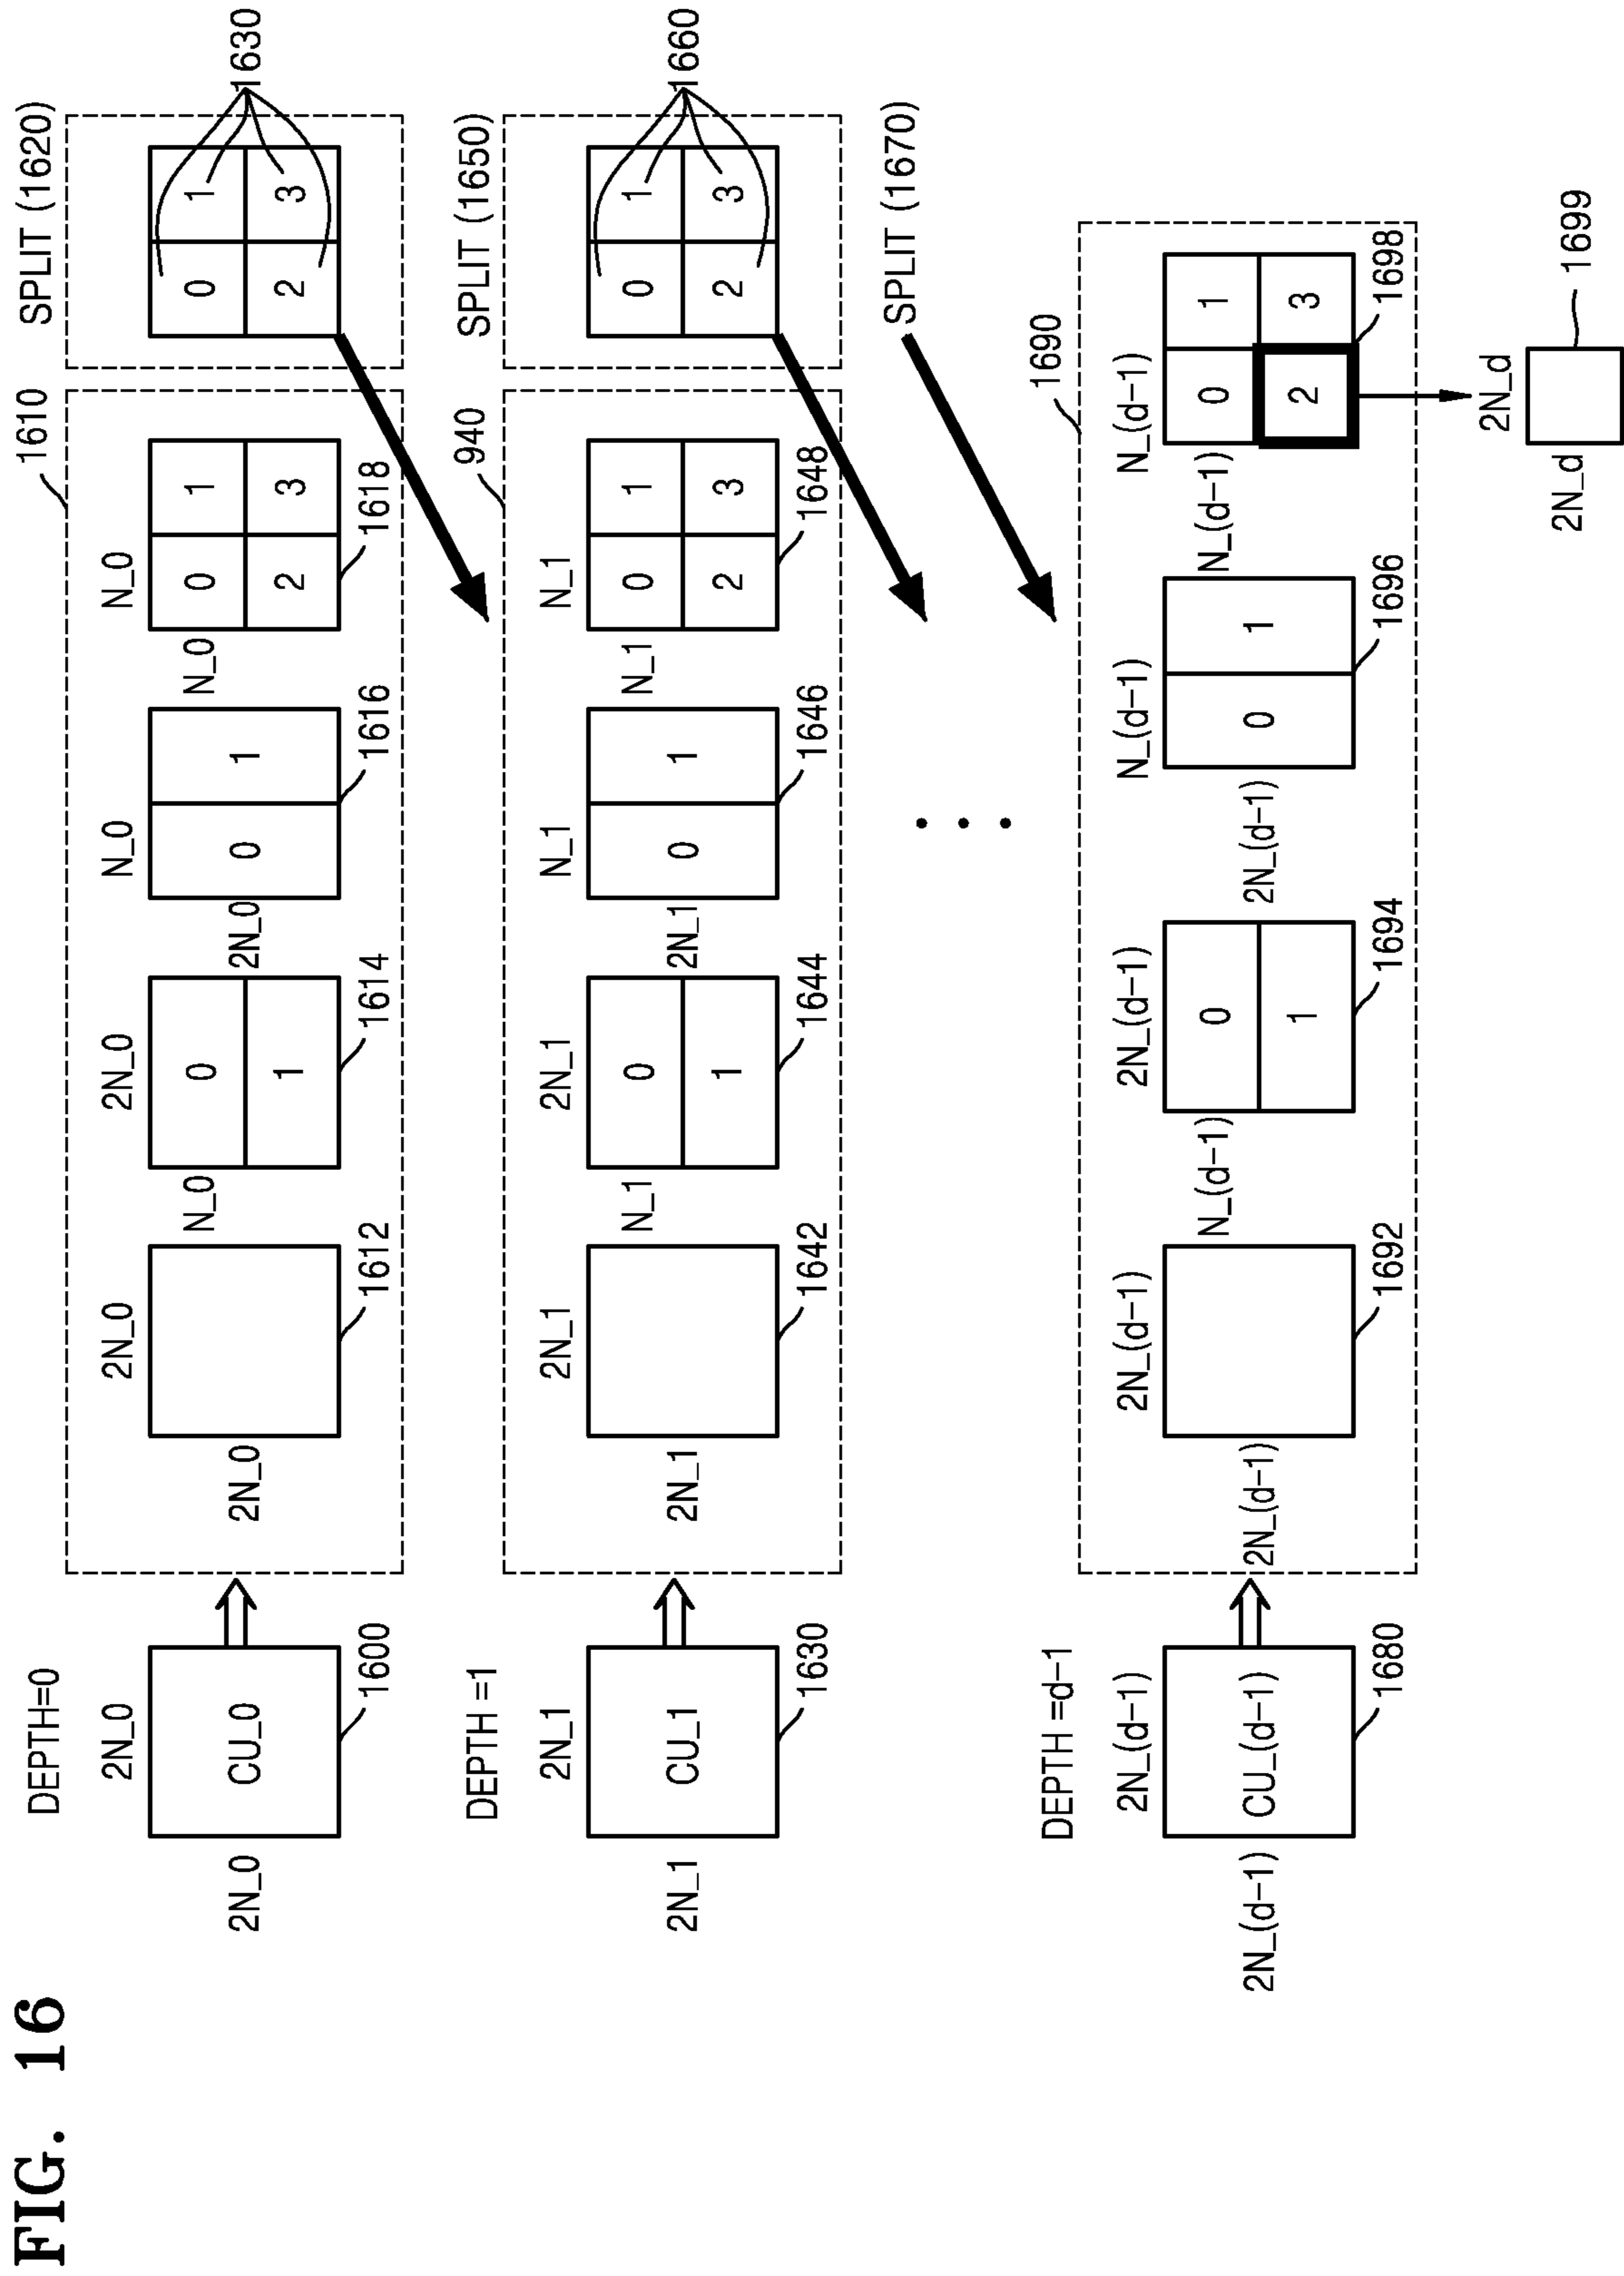 FIG. 16
DEPTH=0
2N_0
2N_0
CU_0
1600
1610
2N_0
2N_0
1612
2N_0
N_0
0
1
1614
N_0
2N_0
0 1
1616
N_0
N_0
0 1
2 3
1618
SPLIT (1620)
0 1
2 3
1630
DEPTH =1
2N_1
2N_1
CU_1
1630
940
2N_1
2N_1
1642
2N_1
N_1
0
1
1644
N_1
2N_1
0 1
1646
N_1
N_1
0 1
2 3
1648
SPLIT (1650)
0 1
2 3
1660
SPLIT (1670)
DEPTH =d-1
2N_(d-1)
2N_(d-1)
CU_(d-1)
1680
1690
2N_(d-1)
2N_(d-1)
1692
2N_(d-1)
N_(d-1)
0
1
1694
N_(d-1)
2N_(d-1)
0 1
1696
N_(d-1)
N_(d-1)
0 1
2 3
1698
2N_d
2N_d
1699